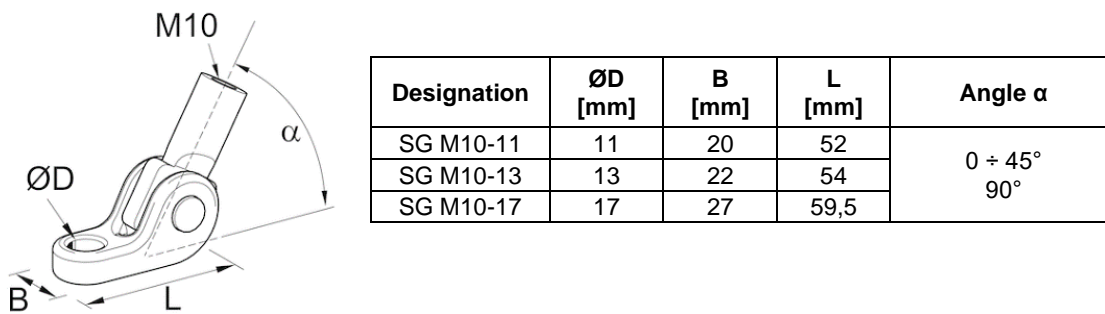 M10
α
ØD
B
L
Designation ØD [mm] B [mm] L [mm] Angle α
SG M10-11 11 20 52 0 ÷ 45°
SG M10-13 13 22 54 90°
SG M10-17 17 27 59,5